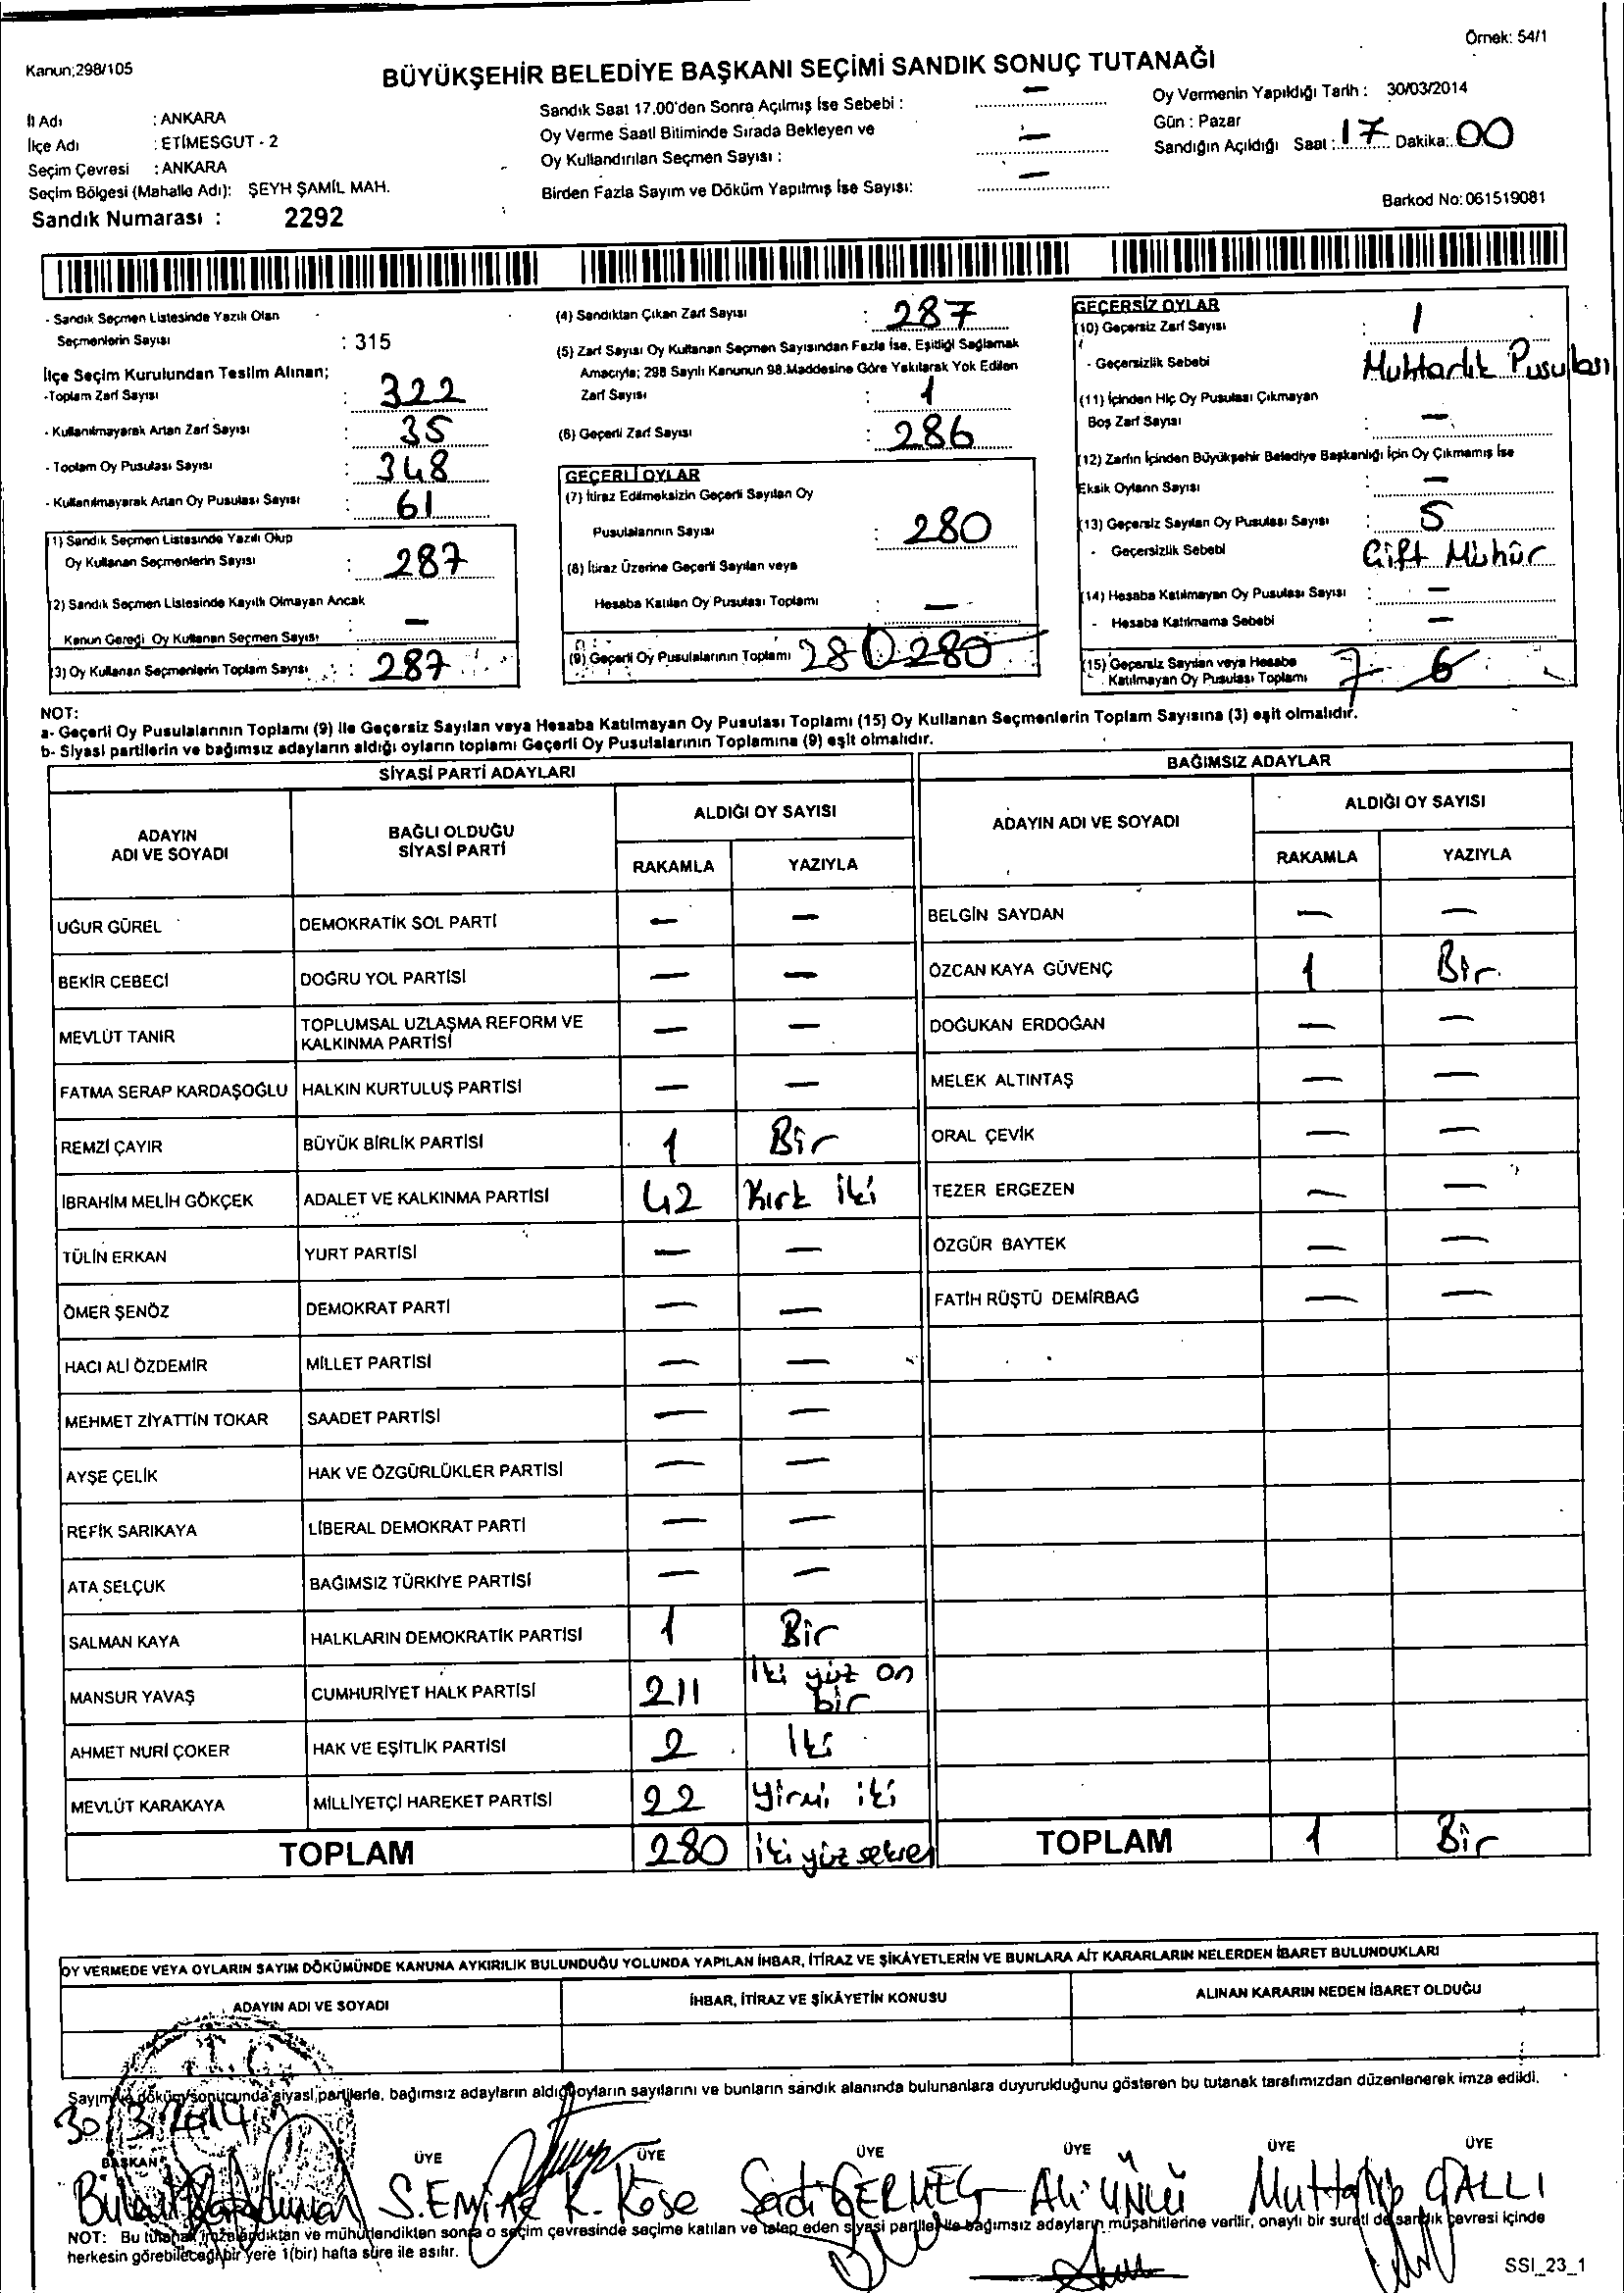 Örnek: 54/1
Kanun;298/105
BÜYÜKŞEHİR BELEDİYE BAŞKANI SEÇİMİ SANDIK SONUÇ TUTANAĞI
İl Adı : ANKARA
İlçe Adı : ETİMESGUT - 2
Seçim Çevresi : ANKARA
Seçim Bölgesi (Mahalle Adı): ŞEYH ŞAMİL MAH.
Sandık Numarası : 2292
Sandık Saat 17.00'den Sonra Açılmış İse Sebebi : —
Oy Verme Saati Bitiminde Sırada Bekleyen ve
Oy Kullandırılan Seçmen Sayısı : —
Birden Fazla Sayım ve Döküm Yapılmış İse Sayısı: —
Oy Vermenin Yapıldığı Tarih : 30/03/2014
Gün : Pazar
Sandığın Açıldığı Saat : 17 Dakika: 00
Barkod No: 061519081
- Sandık Seçmen Listesinde Yazılı Olan
Seçmenlerin Sayısı : 315
İlçe Seçim Kurulundan Teslim Alınan;
-Toplam Zarf Sayısı : 322
- Kullanılmayarak Artan Zarf Sayısı : 35
- Toplam Oy Pusulası Sayısı : 348
- Kullanılmayarak Artan Oy Pusulası Sayısı : 61
(1) Sandık Seçmen Listesinde Yazılı Olup
Oy Kullanan Seçmenlerin Sayısı : 287
(2) Sandık Seçmen Listesinde Kayıtlı Olmayan Ancak
Kanun Gereği Oy Kullanan Seçmen Sayısı : —
(3) Oy Kullanan Seçmenlerin Toplam Sayısı : 287
(4) Sandıktan Çıkan Zarf Sayısı : 287
(5) Zarf Sayısı Oy Kullanan Seçmen Sayısından Fazla İse, Eşitliği Sağlamak
Amacıyla; 298 Sayılı Kanunun 98.Maddesine Göre Yakılarak Yok Edilen
Zarf Sayısı : 1
(6) Geçerli Zarf Sayısı : 286
GEÇERLİ OYLAR
(7) İtiraz Edilmeksizin Geçerli Sayılan Oy
Pusulalarının Sayısı : 280
(8) İtiraz Üzerine Geçerli Sayılan veya
Hesaba Katılan Oy Pusulası Toplamı : —
(9) Geçerli Oy Pusulalarının Toplamı 280 280
GEÇERSİZ OYLAR
(10) Geçersiz Zarf Sayısı : 1
- Geçersizlik Sebebi Muhtarlık Pusulası
(11) İçinden Hiç Oy Pusulası Çıkmayan
Boş Zarf Sayısı : —
(12) Zarfın İçinden Büyükşehir Belediye Başkanlığı İçin Oy Çıkmamış İse
Eksik Oyların Sayısı : —
(13) Geçersiz Sayılan Oy Pusulası Sayısı : 5
- Geçersizlik Sebebi Çift Mühür
(14) Hesaba Katılmayan Oy Pusulası Sayısı : —
- Hesaba Katılmama Sebebi —
(15) Geçersiz Sayılan veya Hesaba
Katılmayan Oy Pusulası Toplamı 7 6
NOT:
a- Geçerli Oy Pusulalarının Toplamı (9) ile Geçersiz Sayılan veya Hesaba Katılmayan Oy Pusulası Toplamı (15) Oy Kullanan Seçmenlerin Toplam Sayısına (3) eşit olmalıdır.
b- Siyasi partilerin ve bağımsız adayların aldığı oyların toplamı Geçerli Oy Pusulalarının Toplamına (9) eşit olmalıdır.
SİYASİ PARTİ ADAYLARI
ADAYIN
ADI VE SOYADI
BAĞLI OLDUĞU
SİYASİ PARTİ
ALDIĞI OY SAYISI
RAKAMLA YAZIYLA
UĞUR GÜREL DEMOKRATİK SOL PARTİ — —
BEKİR CEBECİ DOĞRU YOL PARTİSİ — —
MEVLÜT TANIR TOPLUMSAL UZLAŞMA REFORM VE
KALKINMA PARTİSİ — —
FATMA SERAP KARDAŞOĞLU HALKIN KURTULUŞ PARTİSİ — —
REMZİ ÇAYIR BÜYÜK BİRLİK PARTİSİ 1 Bir
İBRAHİM MELİH GÖKÇEK ADALET VE KALKINMA PARTİSİ 42 Kırk iki
TÜLİN ERKAN YURT PARTİSİ — —
ÖMER ŞENÖZ DEMOKRAT PARTİ — —
HACI ALİ ÖZDEMİR MİLLET PARTİSİ — —
MEHMET ZİYATTİN TOKAR SAADET PARTİSİ — —
AYŞE ÇELİK HAK VE ÖZGÜRLÜKLER PARTİSİ — —
REFİK SARIKAYA LİBERAL DEMOKRAT PARTİ — —
ATA SELÇUK BAĞIMSIZ TÜRKİYE PARTİSİ — —
SALMAN KAYA HALKLARIN DEMOKRATİK PARTİSİ 1 Bir
MANSUR YAVAŞ CUMHURİYET HALK PARTİSİ 211 İki yüz on
bir
AHMET NURİ ÇOKER HAK VE EŞİTLİK PARTİSİ 2 İki
MEVLÜT KARAKAYA MİLLİYETÇİ HAREKET PARTİSİ 22 Yirmi iki
TOPLAM 280 iki yüz seksen
BAĞIMSIZ ADAYLAR
ADAYIN ADI VE SOYADI
ALDIĞI OY SAYISI
RAKAMLA YAZIYLA
BELGİN SAYDAN — —
ÖZCAN KAYA GÜVENÇ 1 Bir
DOĞUKAN ERDOĞAN — —
MELEK ALTINTAŞ — —
ORAL ÇEVİK — —
TEZER ERGEZEN — —
ÖZGÜR BAYTEK — —
FATİH RÜŞTÜ DEMİRBAĞ — —
TOPLAM 1 Bir
OY VERMEDE VEYA OYLARIN SAYIM DÖKÜMÜNDE KANUNA AYKIRILIK BULUNDUĞU YOLUNDA YAPILAN İHBAR, İTİRAZ VE ŞİKÂYETLERİN VE BUNLARA AİT KARARLARIN NELERDEN İBARET BULUNDUKLARI
ADAYIN ADI VE SOYADI İHBAR, İTİRAZ VE ŞİKÂYETİN KONUSU ALINAN KARARIN NEDEN İBARET OLDUĞU
T.C.
Sayım ve döküm sonucunda siyasi partilerle, bağımsız adayların aldığı oyların sayılarını ve bunların sandık alanında bulunanlara duyurulduğunu gösteren bu tutanak tarafımızdan düzenlenerek imza edildi.
30/3/2014
BAŞKAN ÜYE ÜYE ÜYE ÜYE ÜYE ÜYE
S. Emine K. Köse Sadi Ali ÜNLÜ ÇALLI
NOT: Bu tutanak imzalandıktan ve mühürlendikten sonra o seçim çevresinde seçime katılan ve talep eden siyasi partiler ile bağımsız adayların müşahitlerine verilir, onaylı bir sureti de sandık çevresi içinde
herkesin görebileceği bir yere 1(bir) hafta süre ile asılır.
SSI_23_1